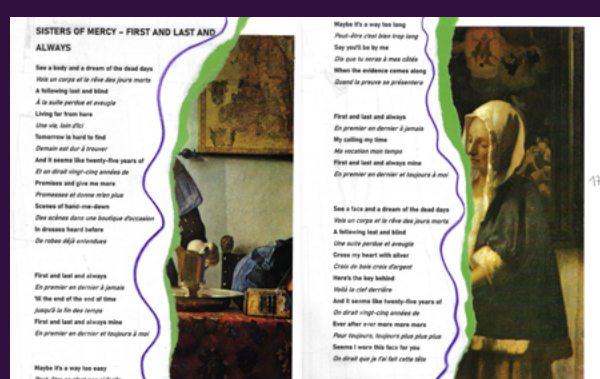 SISTERS OF MERCY – FIRST AND LAST AND
ALWAYS
See a body and a dream of the dead days
Vois un corps et le rêve des jours morts
A following lost and blind
À la suite perdue et aveugle
Living far from here
Une vie, loin d'ici
Tomorrow is hard to find
Demain est dur à trouver
And it seems like twenty-five years of
Et on dirait vingt-cinq années de
Promises and give me more
Promesses et donne m'en plus
Scenes of hand-me-down
Des scènes dans une boutique d'occasion
In dresses heard before
De robes déjà entendues
First and last and always
En premier en dernier à jamais
'til the end of the end of time
jusqu'à la fin des temps
First and last and always mine
En premier en dernier et toujours à moi
Maybe it's a way too easy
Maybe it's a way too long
Peut-être c'est bien trop long
Say you'll be by me
Dis que tu seras à mes côtés
When the evidence comes along
Quand la preuve se présentera
First and last and always
En premier en dernier à jamais
My calling my time
Ma vocation mon temps
First and last and always mine
En premier en dernier et toujours à moi
See a face and a dream of the dead days
Vois un corps et le rêve des jours morts
A following lost and blind
Une suite perdue et aveugle
Cross my heart with silver
Croix de bois croix d'argent
Here's the key behind
Voilà la clef derrière
And it seems like twenty-five years of
On dirait vingt-cinq années de
Ever after ever more more more
Pour toujours, toujours plus plus plus
Seems I wore this face for you
On dirait que je t'ai fait cette tête
17